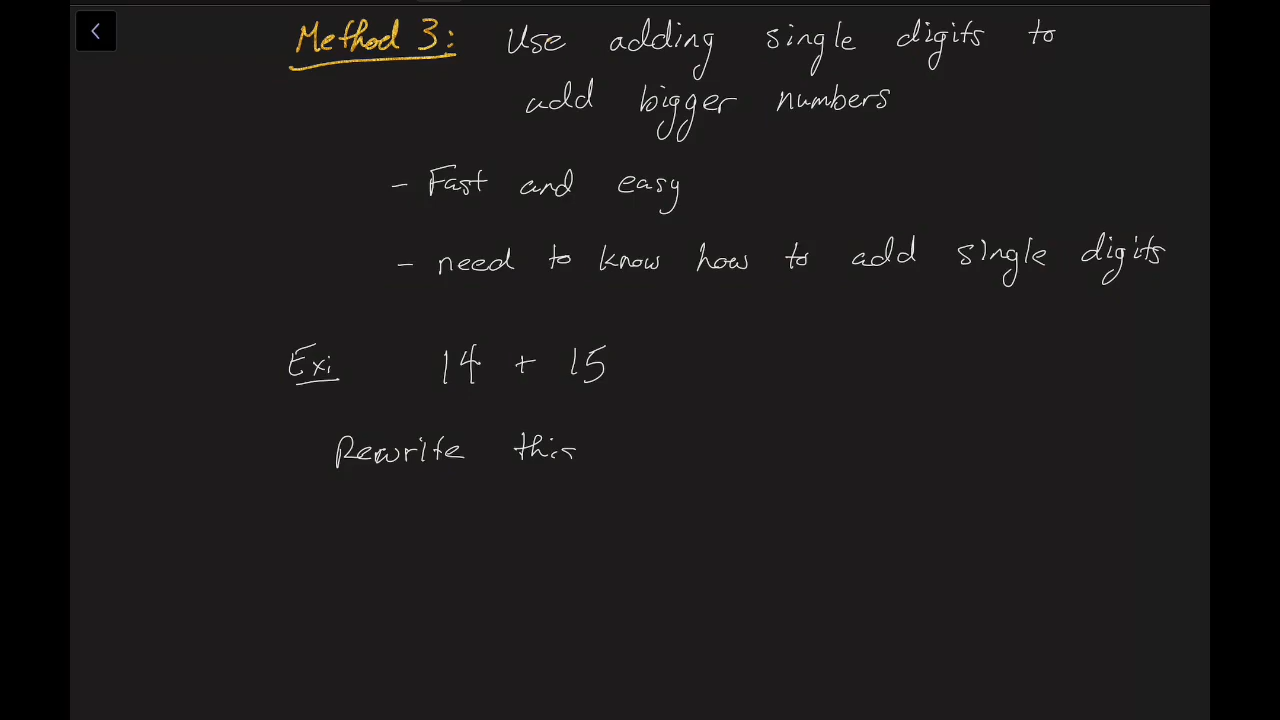 Method 3: Use adding single digits to
add bigger numbers
- Fast and easy
- need to know how to add single digits
Ex: 14 + 15
Rewrite this